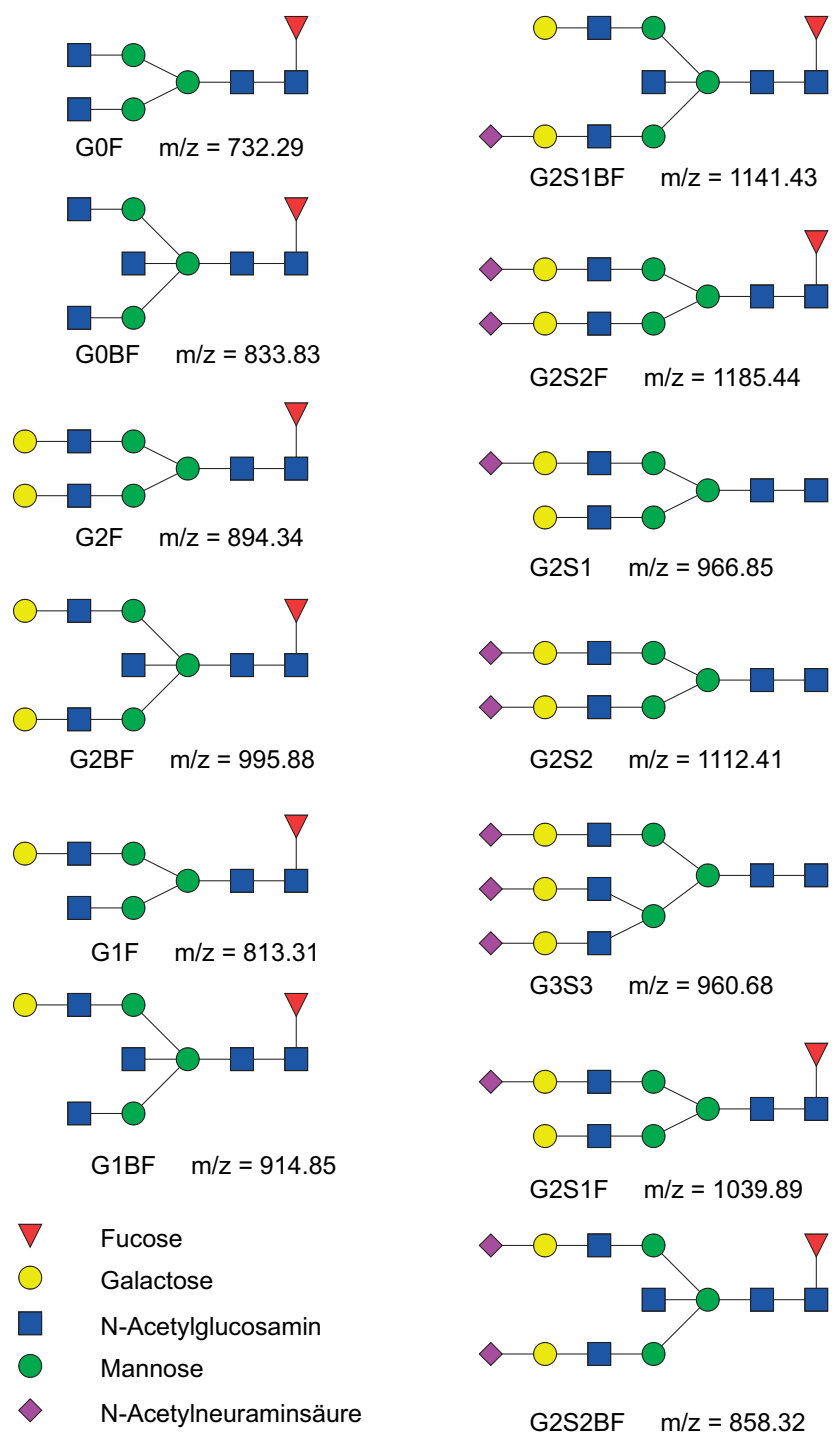 G0F m/z = 732.29
G0BF m/z = 833.83
G2F m/z = 894.34
G2BF m/z = 995.88
G1F m/z = 813.31
G1BF m/z = 914.85
Fucose
Galactose
N-Acetylglucosamin
Mannose
N-Acetylneuraminsäure
G2S1BF m/z = 1141.43
G2S2F m/z = 1185.44
G2S1 m/z = 966.85
G2S2 m/z = 1112.41
G3S3 m/z = 960.68
G2S1F m/z = 1039.89
G2S2BF m/z = 858.32